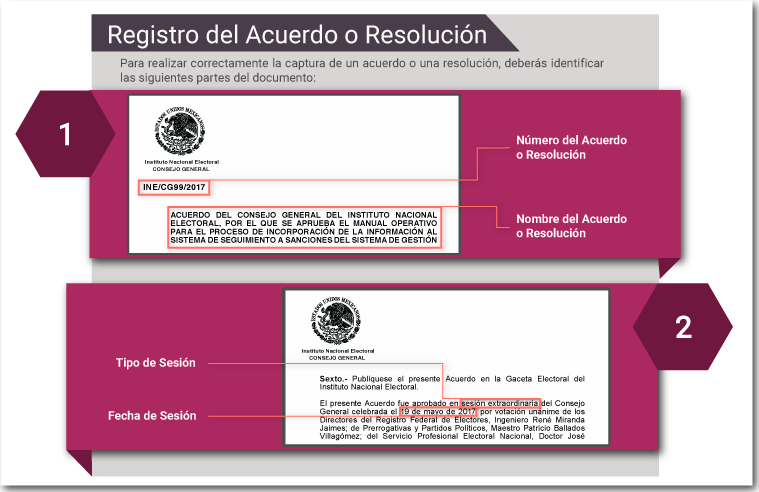 Registro del Acuerdo o Resolución
Para realizar correctamente la captura de un acuerdo o una resolución, deberás identificar
las siguientes partes del documento:
1
ESTADOS UNIDOS MEXICANOS
Instituto Nacional Electoral
CONSEJO GENERAL
INE/CG99/2017
ACUERDO DEL CONSEJO GENERAL DEL INSTITUTO NACIONAL
ELECTORAL, POR EL QUE SE APRUEBA EL MANUAL OPERATIVO
PARA EL PROCESO DE INCORPORACIÓN DE LA INFORMACIÓN AL
SISTEMA DE SEGUIMIENTO A SANCIONES DEL SISTEMA DE GESTIÓN
Número del Acuerdo
o Resolución
Nombre del Acuerdo
o Resolución
2
ESTADOS UNIDOS MEXICANOS
Instituto Nacional Electoral
CONSEJO GENERAL
Tipo de Sesión
Fecha de Sesión
Sexto.- Publíquese el presente Acuerdo en la Gaceta Electoral del
Instituto Nacional Electoral.
El presente Acuerdo fue aprobado en sesión extraordinaria del Consejo
General celebrada el 19 de mayo de 2017 por votación unánime de los
Directores del Registro Federal de Electores, Ingeniero René Miranda
Jaimes; de Prerrogativas y Partidos Políticos, Maestro Patricio Ballados
Villagómez; del Servicio Profesional Electoral Nacional, Doctor José